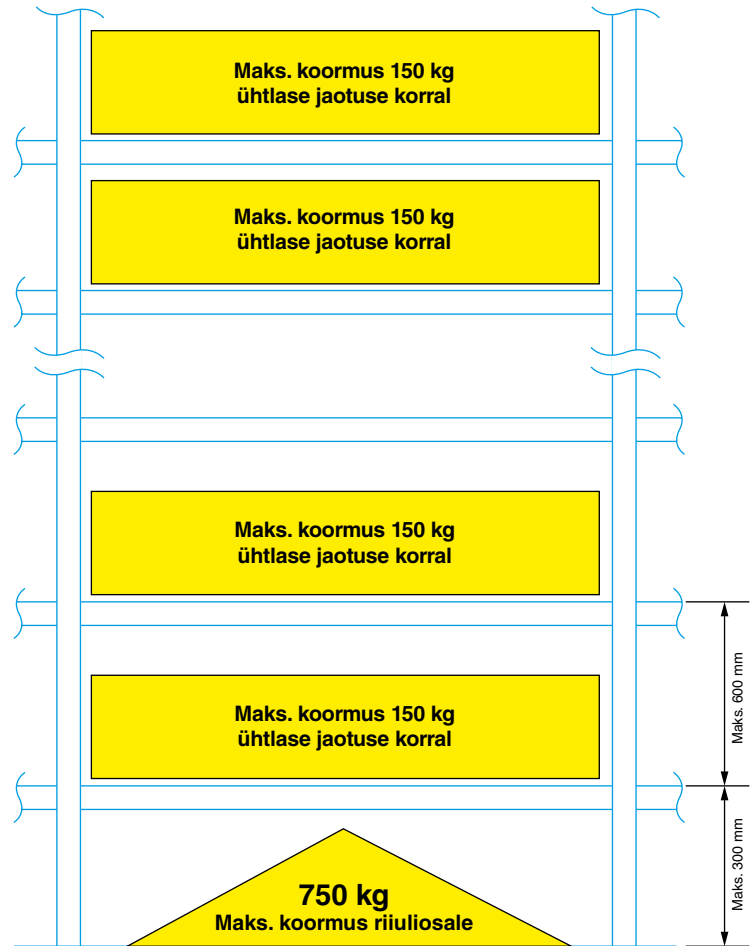 Maks. koormus 150 kg
ühtlase jaotuse korral
Maks. koormus 150 kg
ühtlase jaotuse korral
Maks. koormus 150 kg
ühtlase jaotuse korral
Maks. 600 mm
Maks. koormus 150 kg
ühtlase jaotuse korral
Maks. 300 mm
750 kg
Maks. koormus riiuliosale